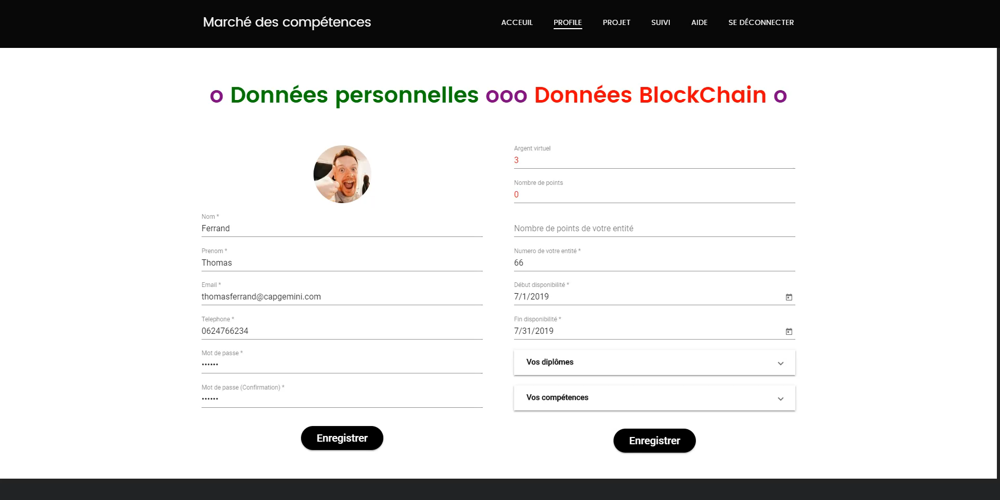 Marché des compétences
ACCEUIL PROFILE PROJET SUIVI AIDE SE DÉCONNECTER
o Données personnelles ooo Données BlockChain o
Nom *
Ferrand
Prenom *
Thomas
Email *
thomasferrand@capgemini.com
Telephone *
0624766234
Mot de passe *
••••••
Mot de passe (Confirmation) *
••••••
Enregistrer
Argent virtuel
3
Nombre de points
0
Nombre de points de votre entité
Numero de votre entité *
66
Début disponibilité *
7/1/2019
Fin disponibilité *
7/31/2019
Vos diplômes
Vos compétences
Enregistrer